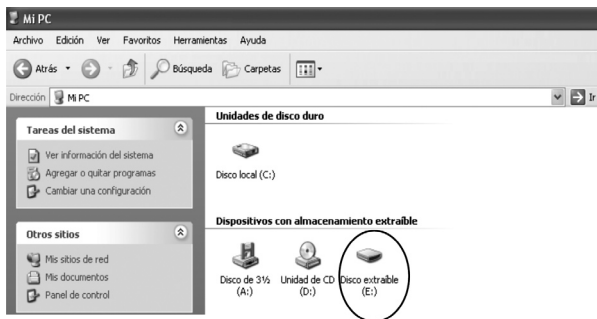 Mi PC
Archivo Edición Ver Favoritos Herramientas Ayuda
Atrás Búsqueda Carpetas
Dirección Mi PC Ir
Tareas del sistema
Ver información del sistema
Agregar o quitar programas
Cambiar una configuración
Otros sitios
Mis sitios de red
Mis documentos
Panel de control
Unidades de disco duro
Disco local (C:)
Dispositivos con almacenamiento extraíble
Disco de 3½ (A:)
Unidad de CD (D:)
Disco extraíble (E:)